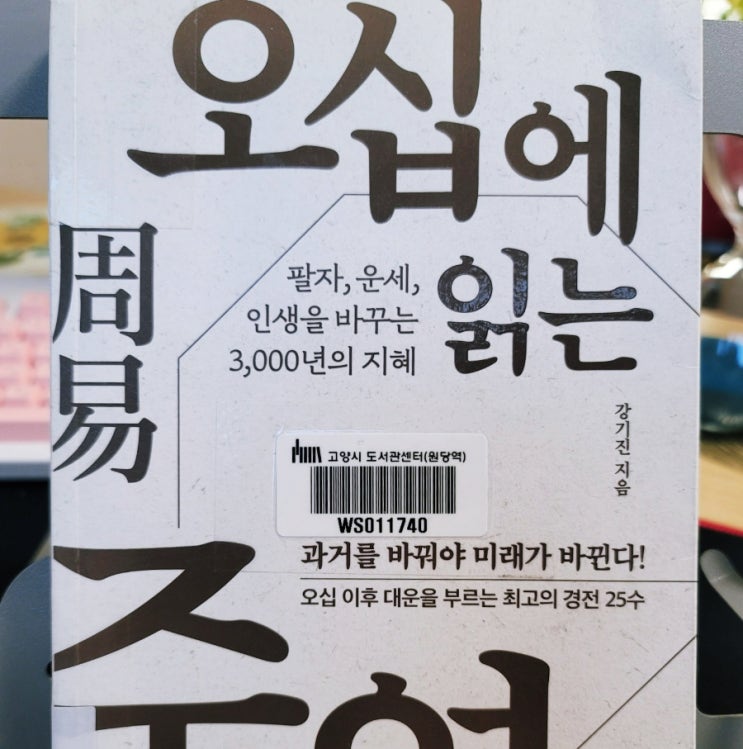 오십에
읽는
주역
周易
팔자, 운세,
인생을 바꾸는
3,000년의 지혜
강기진 지음
고양시 도서관센터(원당역)
WS011740
과거를 바꿔야 미래가 바뀐다!
오십 이후 대운을 부르는 최고의 경전 25수